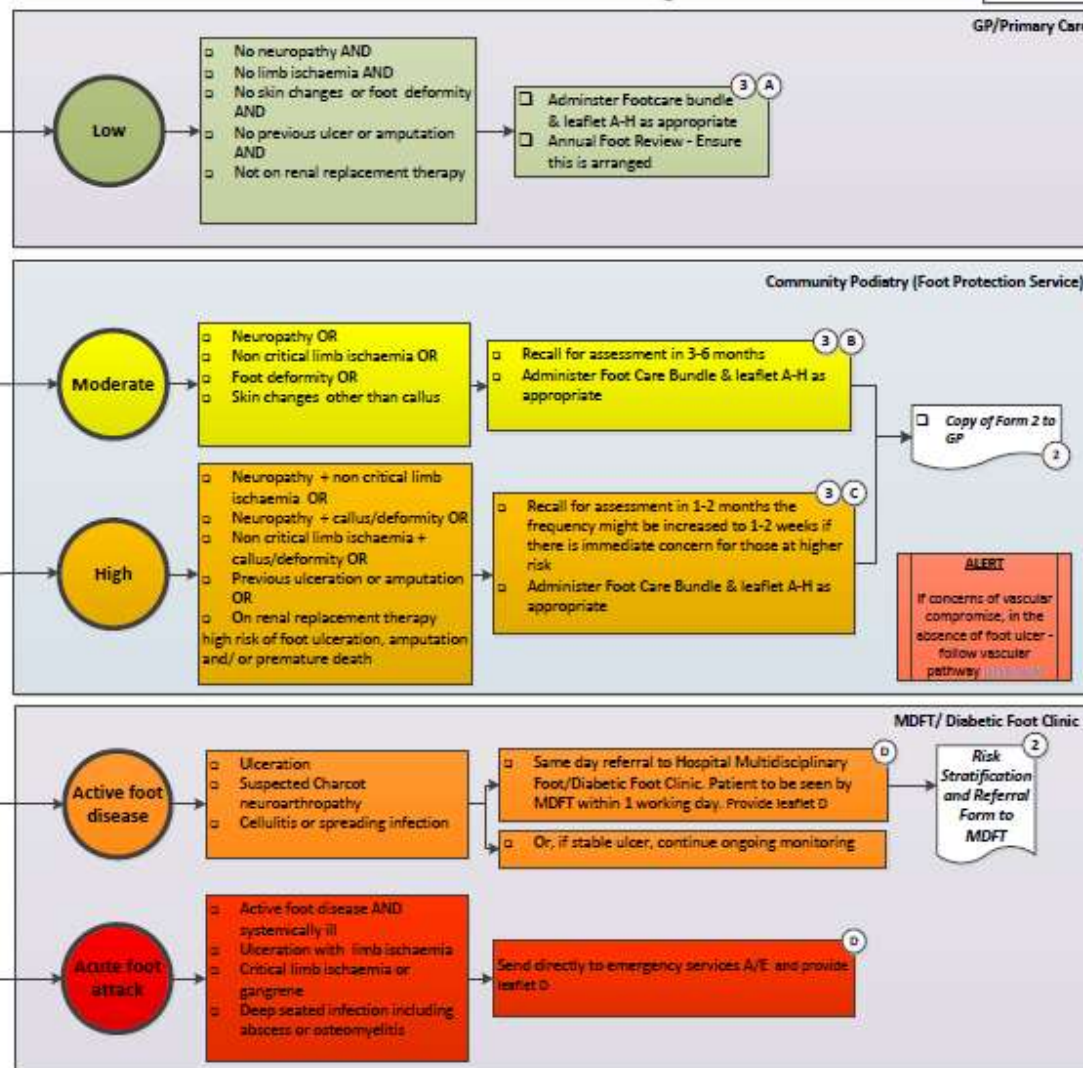 GP/Primary Care
Low
No neuropathy AND
No limb ischaemia AND
No skin changes or foot deformity
AND
No previous ulcer or amputation
AND
Not on renal replacement therapy
3 A
Adminster Footcare bundle
& leaflet A-H as appropriate
Annual Foot Review - Ensure
this is arranged
Community Podiatry (Foot Protection Service)
Moderate
Neuropathy OR
Non critical limb ischaemia OR
Foot deformity OR
Skin changes other than callus
3 B
Recall for assessment in 3-6 months
Administer Foot Care Bundle & leaflet A-H as
appropriate
Copy of Form 2 to
GP
2
High
Neuropathy + non critical limb
ischaemia OR
Neuropathy + callus/deformity OR
Non critical limb ischaemia +
callus/deformity OR
Previous ulceration or amputation
OR
On renal replacement therapy
high risk of foot ulceration, amputation
and/ or premature death
3 C
Recall for assessment in 1-2 months the
frequency might be increased to 1-2 weeks if
there is immediate concern for those at higher
risk
Administer Foot Care Bundle & leaflet A-H as
appropriate
ALERT
If concerns of vascular
compromise, in the
absence of foot ulcer -
follow vascular
pathway
MDFT/ Diabetic Foot Clinic
Active foot
disease
Ulceration
Suspected Charcot
neuroarthropathy
Cellulitis or spreading infection
D
Same day referral to Hospital Multidisciplinary
Foot/Diabetic Foot Clinic. Patient to be seen by
MDFT within 1 working day. Provide leaflet D
Or, if stable ulcer, continue ongoing monitoring
2
Risk
Stratification
and Referral
Form to
MDFT
Acute foot
attack
Active foot disease AND
systemically ill
Ulceration with limb ischaemia
Critical limb ischaemia or
gangrene
Deep seated infection including
abscess or osteomyelitis
D
Send directly to emergency services A/E and provide
leaflet D